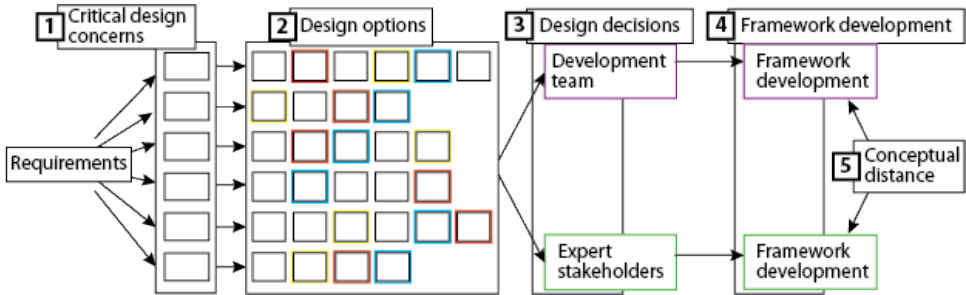 1 Critical design
concerns
2 Design options
3 Design decisions
4 Framework development
Requirements
Development
team
Framework
development
5 Conceptual
distance
Expert
stakeholders
Framework
development